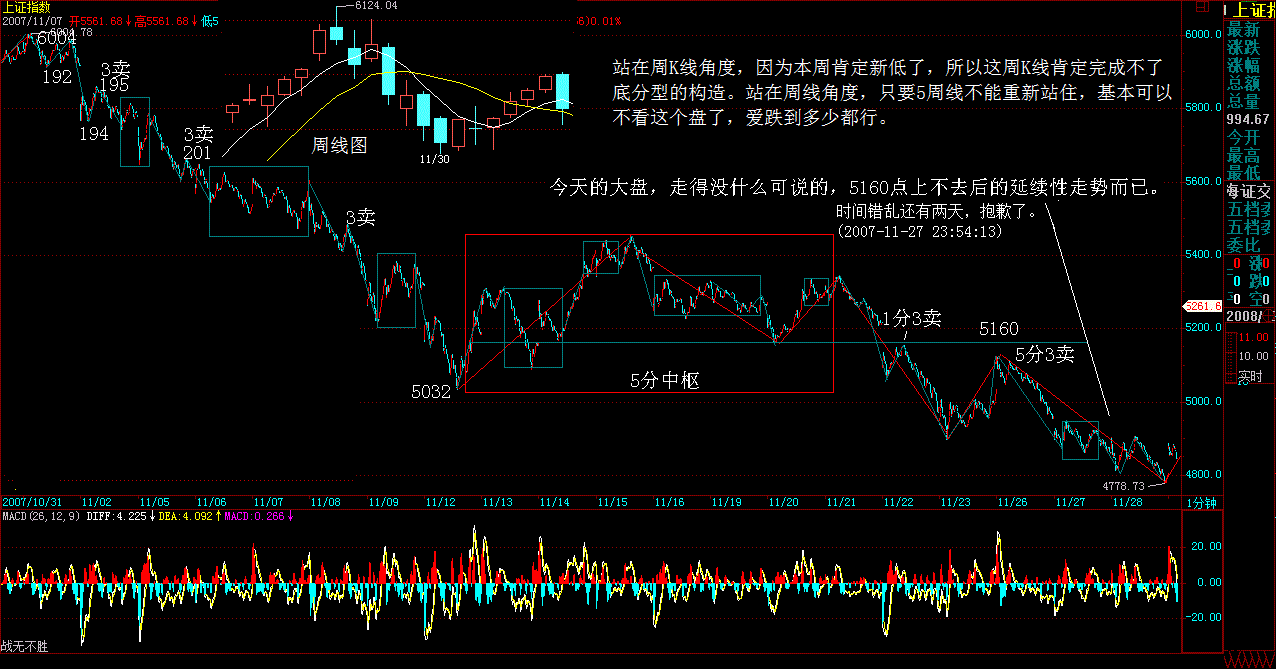 上证指数
2007/11/07 开5561.68↓高5561.68↓低5
0.01%
6124.04
6004.78
6004
192
3卖
195
194
3卖
201
周线图
11/30
站在周K线角度，因为本周肯定新低了，所以这周K线肯定完成不了
底分型的构造。站在周线角度，只要5周线不能重新站住，基本可以
不看这个盘了，爱跌到多少都行。
今天的大盘，走得没什么可说的，5160点上不去后的延续性走势而已。
时间错乱还有两天，抱歉了。
(2007-11-27 23:54:13)
3卖
5032
5分中枢
1分3卖
5160
5分3卖
4778.73
6000.0
5800.0
5600.0
5400.0
5261.6
5200.0
5000.0
4800.0
2007/10/31 11/02 11/05 11/06 11/07 11/08 11/09 11/12 11/13 11/14 11/15 11/16 11/19 11/20 11/21 11/22 11/23 11/26 11/27 11/28 1分钟
MACD(26,12,9) DIFF:4.225↓DEA:4.092↑MACD:0.266↓
20.00
0.00
-20.00
战无不胜
上证指
最新
涨跌
涨幅
总额
总量
994.67
今开
最高
最低
海证交
五档卖
五档
委比
0 涨0
0 跌0
0 空0
2008/
11.00
10.00
实时